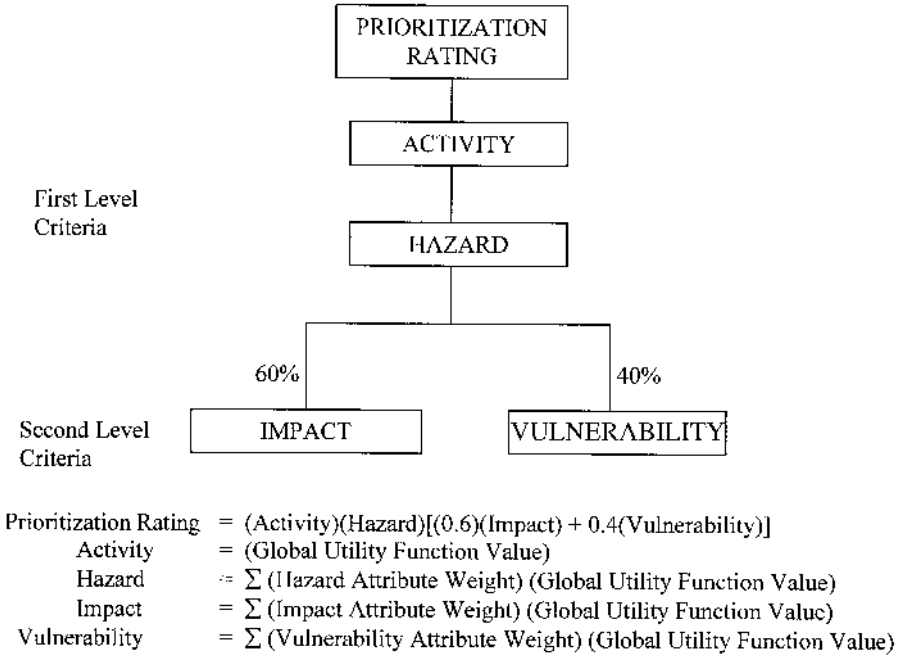 PRIORITIZATION
RATING
ACTIVITY
First Level
Criteria
HAZARD
60%
40%
Second Level
Criteria
IMPACT
VULNERABILITY
Prioritization Rating = (Activity)(Hazard)[(0.6)(Impact) + 0.4(Vulnerability)]
Activity = (Global Utility Function Value)
Hazard = ∑ (Hazard Attribute Weight) (Global Utility Function Value)
Impact = ∑ (Impact Attribute Weight) (Global Utility Function Value)
Vulnerability = ∑ (Vulnerability Attribute Weight) (Global Utility Function Value)